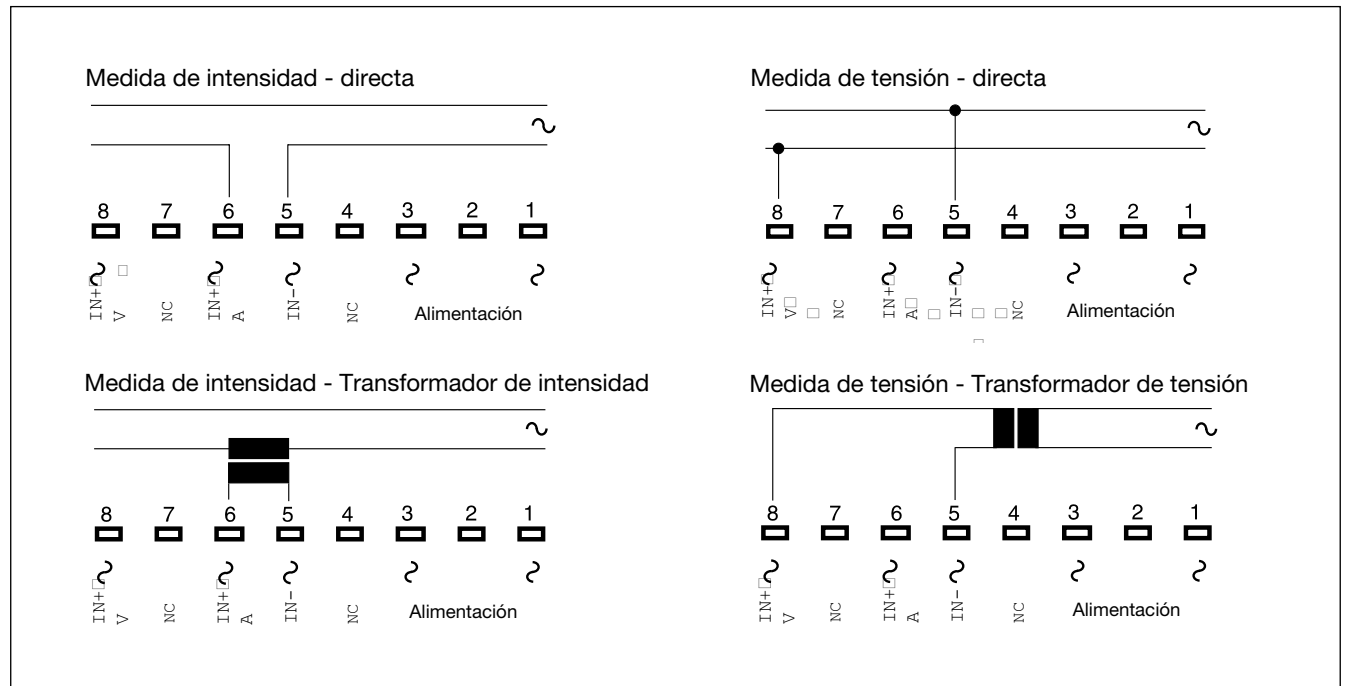 Medida de intensidad - directa
8 7 6 5 4 3 2 1
IN+ V NC IN+ A IN- NC Alimentación
Medida de tensión - directa
8 7 6 5 4 3 2 1
IN+ V NC IN+ A IN- NC Alimentación
Medida de intensidad - Transformador de intensidad
8 7 6 5 4 3 2 1
IN+ V NC IN+ A IN- NC Alimentación
Medida de tensión - Transformador de tensión
8 7 6 5 4 3 2 1
IN+ V NC IN+ A IN- NC Alimentación